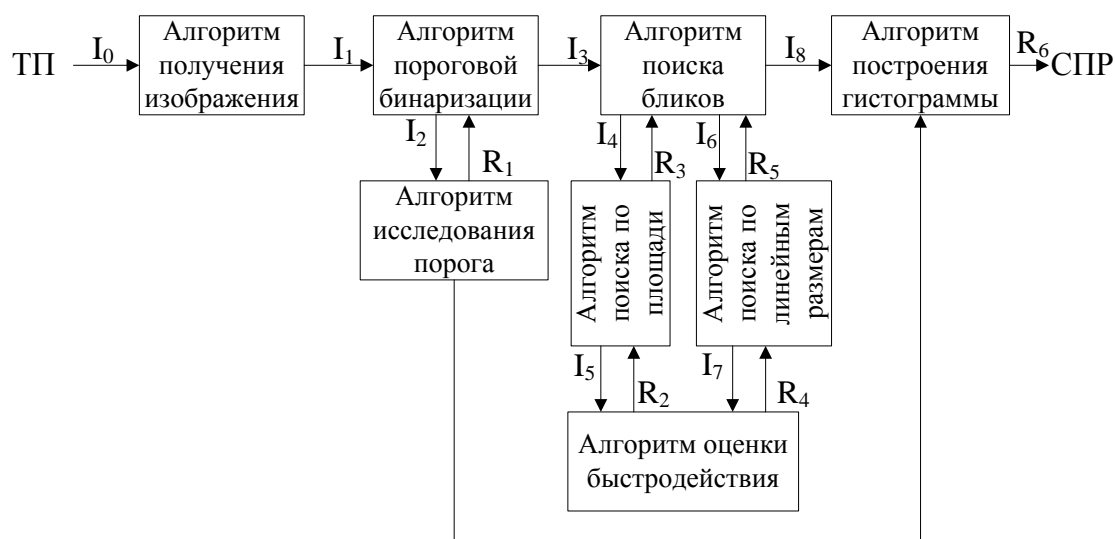 ТП
I₀
Алгоритм
получения
изображения
I₁
Алгоритм
пороговой
бинаризации
I₃
Алгоритм
поиска
бликов
I₈
Алгоритм
построения
гистограммы
R₆
СПР
I₂
R₁
I₄
R₃
I₆
R₅
Алгоритм
исследования
порога
Алгоритм
поиска по
площади
Алгоритм
поиска по
линейным
размерам
I₅
R₂
I₇
R₄
Алгоритм оценки
быстродействия